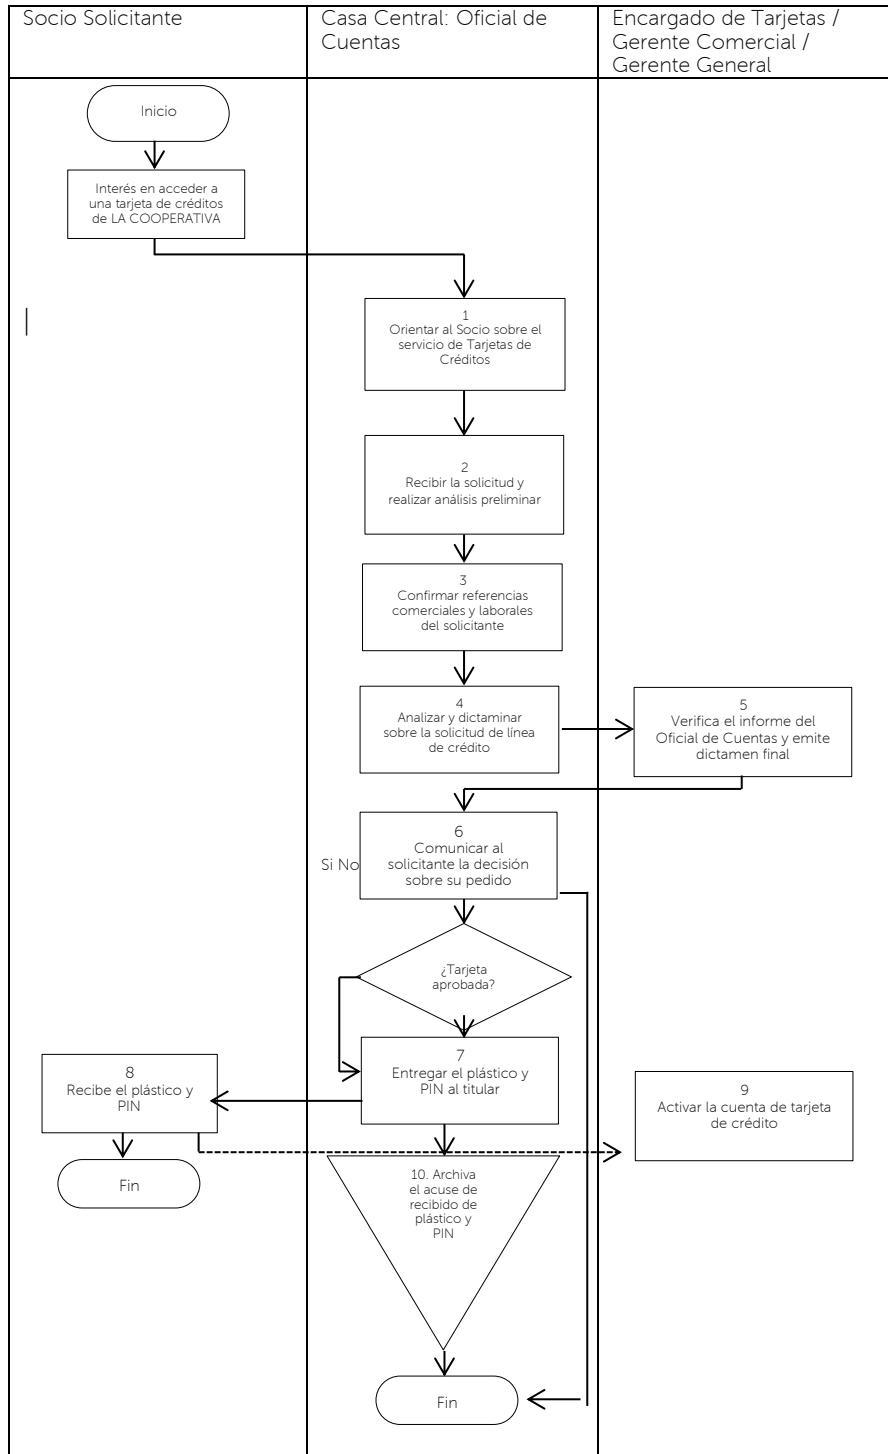 Socio Solicitante
Casa Central: Oficial de
Cuentas
Encargado de Tarjetas /
Gerente Comercial /
Gerente General
Inicio
Interés en acceder a
una tarjeta de créditos
de LA COOPERATIVA
1
Orientar al Socio sobre el
servicio de Tarjetas de
Créditos
2
Recibir la solicitud y
realizar análisis preliminar
3
Confirmar referencias
comerciales y laborales
del solicitante
4
Analizar y dictaminar
sobre la solicitud de línea
de crédito
5
Verifica el informe del
Oficial de Cuentas y emite
dictamen final
6
Comunicar al
solicitante la decisión
sobre su pedido
Si No
¿Tarjeta
aprobada?
7
Entregar el plástico y
PIN al titular
8
Recibe el plástico y
PIN
9
Activar la cuenta de tarjeta
de crédito
Fin
10. Archiva
el acuse de
recibido de
plástico y
PIN
Fin